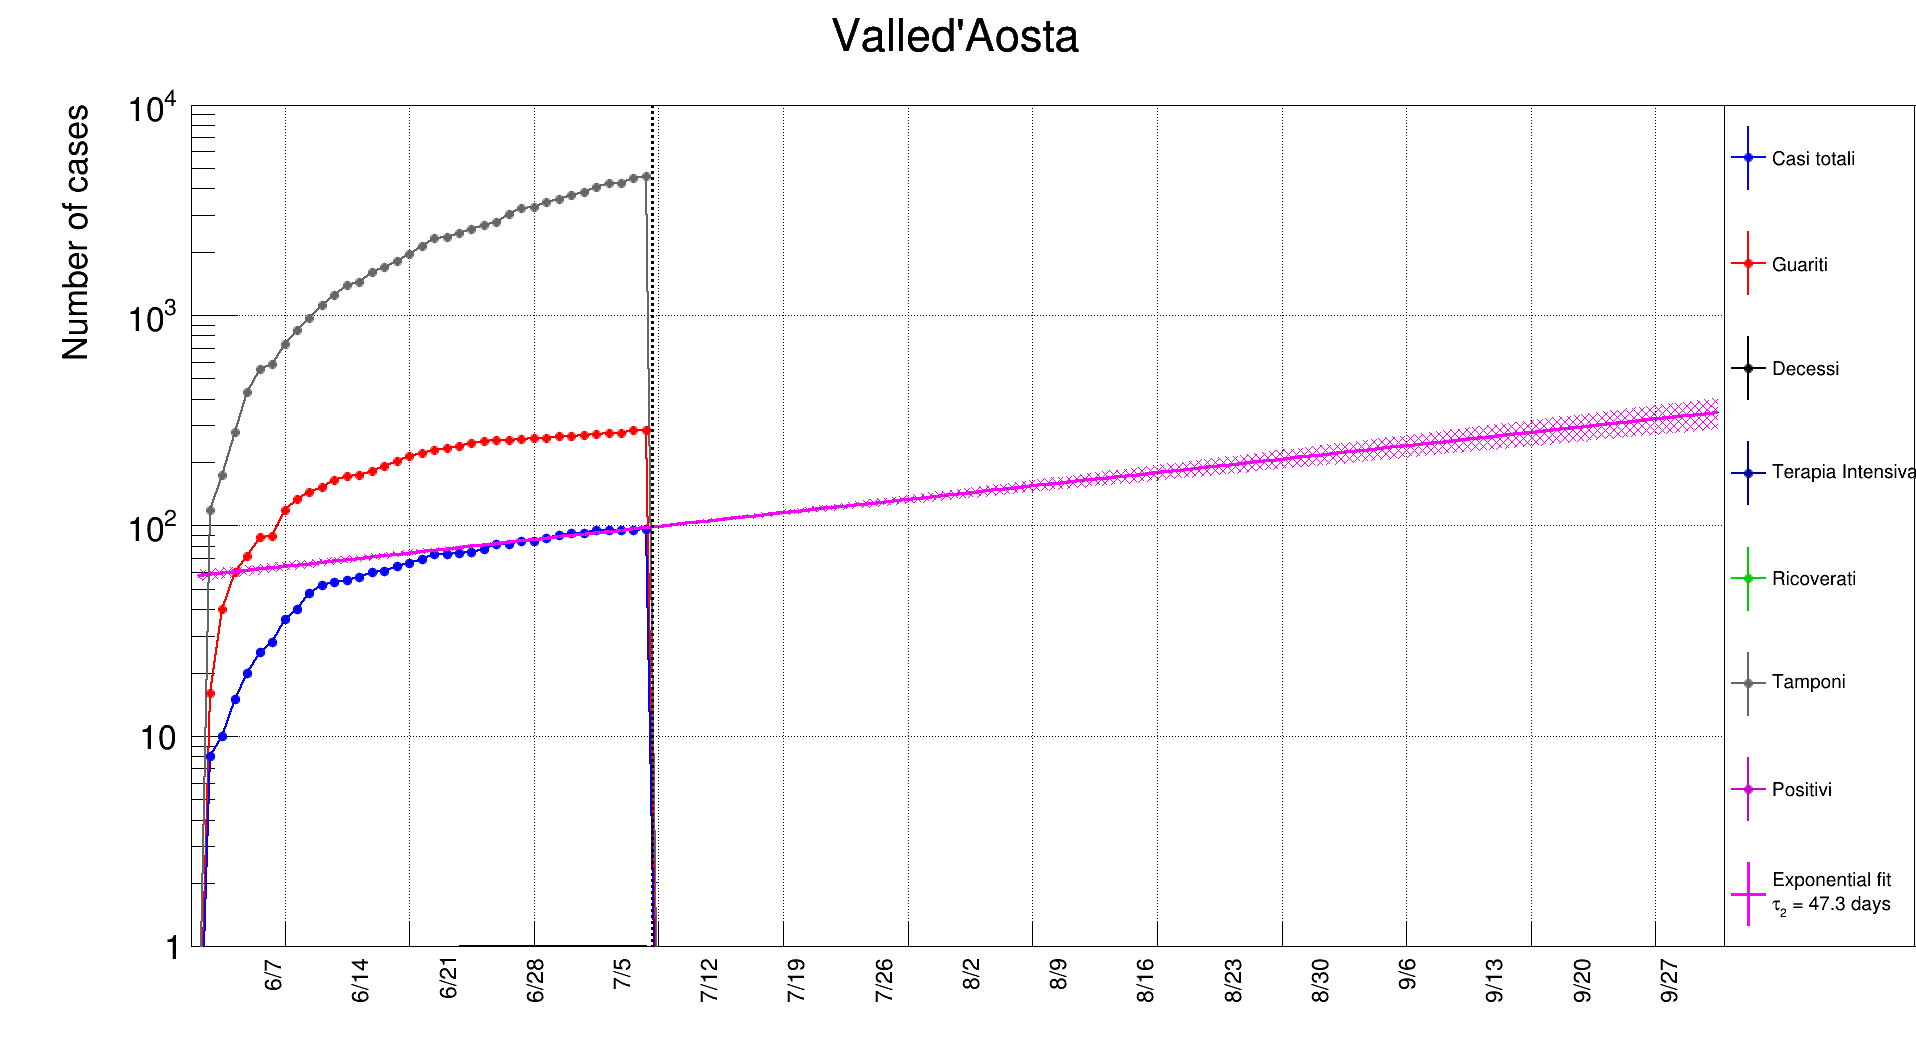 Valled'Aosta
Number of cases
10^4
10^3
10^2
10
1
6/7
6/14
6/21
6/28
7/5
7/12
7/19
7/26
8/2
8/9
8/16
8/23
8/30
9/6
9/13
9/20
9/27
Casi totali
Guariti
Decessi
Terapia Intensiva
Ricoverati
Tamponi
Positivi
Exponential fit
τ_2 = 47.3 days